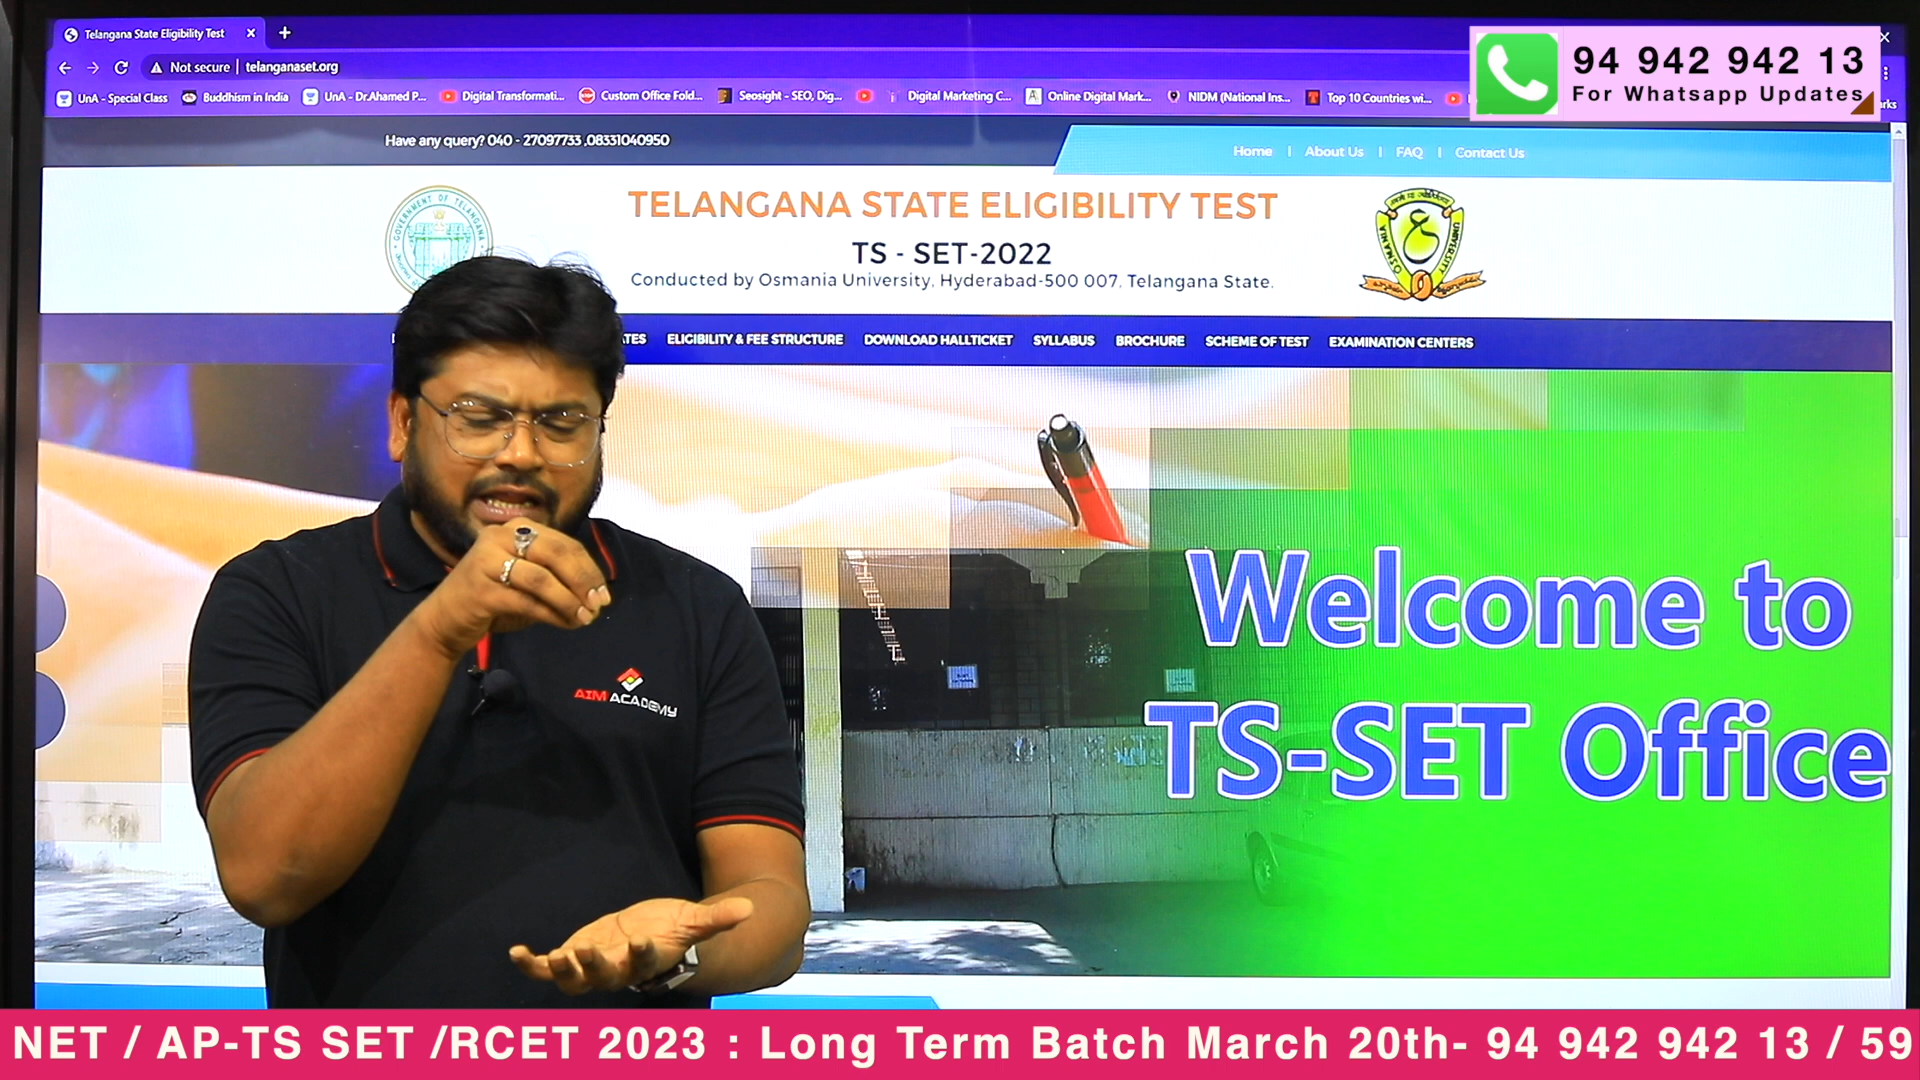 Telangana State Eligibility Test
Not secure | telanganaset.org
UnA - Special Class
Buddhism in India
UnA - Dr.Ahamed P...
Digital Transformati...
Custom Office Fold...
Seosight - SEO, Dig...
Digital Marketing C...
Online Digital Mark...
NIDM (National Ins...
Top 10 Countries wi...
94 942 942 13
For Whatsapp Updates
Have any query? 040 - 27097733 ,08331040950
Home | About Us | FAQ | Contact Us
GOVERNMENT OF TELANGANA
TELANGANA STATE ELIGIBILITY TEST
TS - SET-2022
Conducted by Osmania University, Hyderabad-500 007, Telangana State.
OSMANIA UNIVERSITY
ELIGIBILITY & FEE STRUCTURE
DOWNLOAD HALLTICKET
SYLLABUS
BROCHURE
SCHEME OF TEST
EXAMINATION CENTERS
Welcome to
TS-SET Office
AIM ACADEMY
NET / AP-TS SET /RCET 2023 : Long Term Batch March 20th- 94 942 942 13 / 59